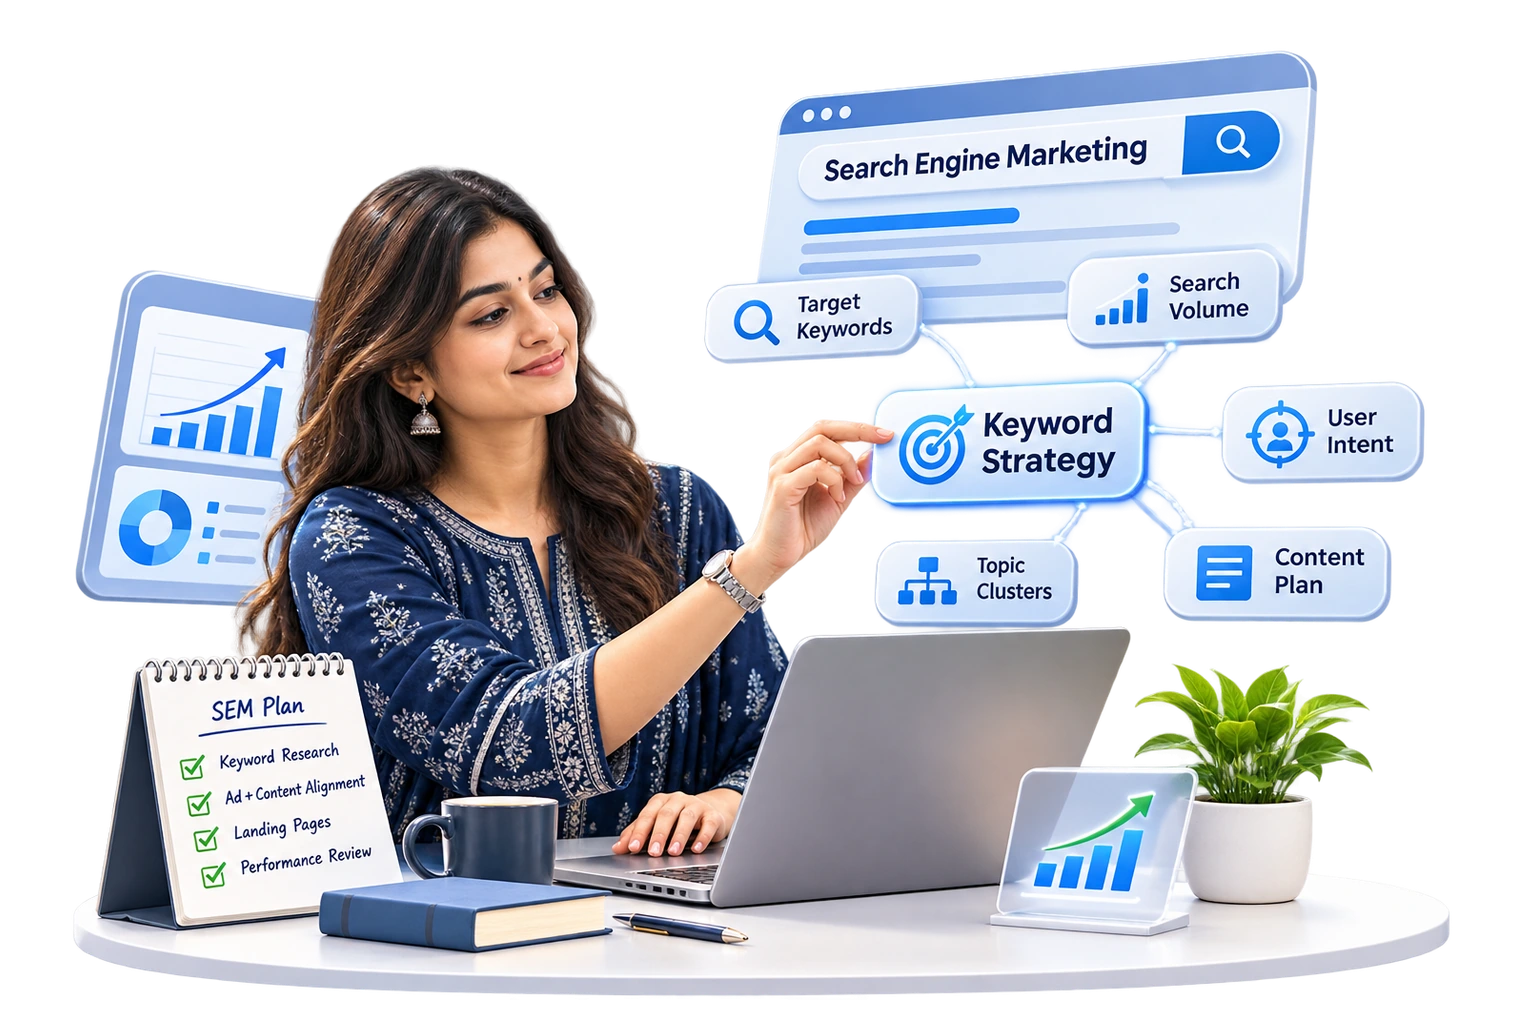 Search Engine Marketing
Target
Keywords
Search
Volume
Keyword
Strategy
User
Intent
Topic
Clusters
Content
Plan
SEM Plan
Keyword Research
Ad + Content Alignment
Landing Pages
Performance Review